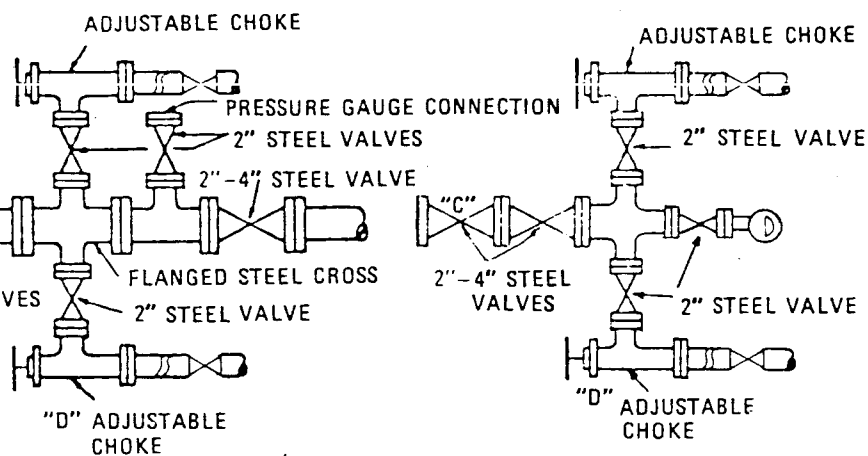 ADJUSTABLE CHOKE
PRESSURE GAUGE CONNECTION
2" STEEL VALVES
2"-4" STEEL VALVE
FLANGED STEEL CROSS
VES
2" STEEL VALVE
"D" ADJUSTABLE
CHOKE
ADJUSTABLE CHOKE
2" STEEL VALVE
"C"
2"-4" STEEL
VALVES
2" STEEL VALVE
"D" ADJUSTABLE
CHOKE